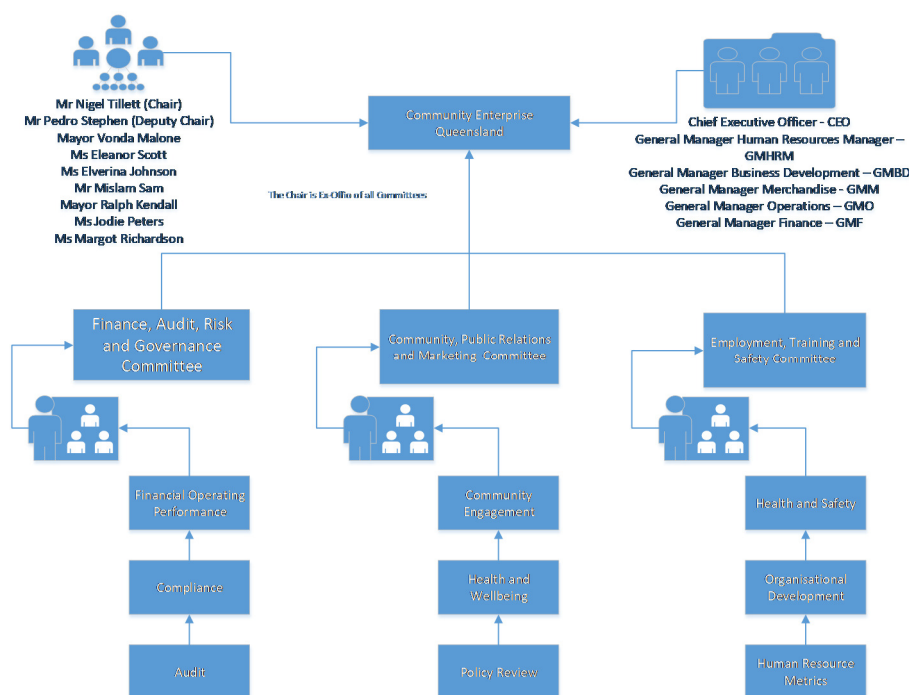 Mr Nigel Tillett (Chair)
Mr Pedro Stephen (Deputy Chair)
Mayor Vonda Malone
Ms Eleanor Scott
Ms Elverina Johnson
Mr Mislam Sam
Mayor Ralph Kendall
Ms Jodie Peters
Ms Margot Richardson
Community Enterprise
Queensland
Chief Executive Officer - CEO
General Manager Human Resources Manager –
GMHRM
General Manager Business Development – GMBD
General Manager Merchandise - GMM
General Manager Operations – GMO
General Manager Finance – GMF
The Chair is Ex-Offio of all Committees
Finance, Audit, Risk
and Governance
Committee
Community, Public Relations
and Marketing Committee
Employment, Training and
Safety Committee
Financial Operating
Performance
Community
Engagement
Health and Safety
Compliance
Health and
Wellbeing
Organisational
Development
Audit
Policy Review
Human Resource
Metrics